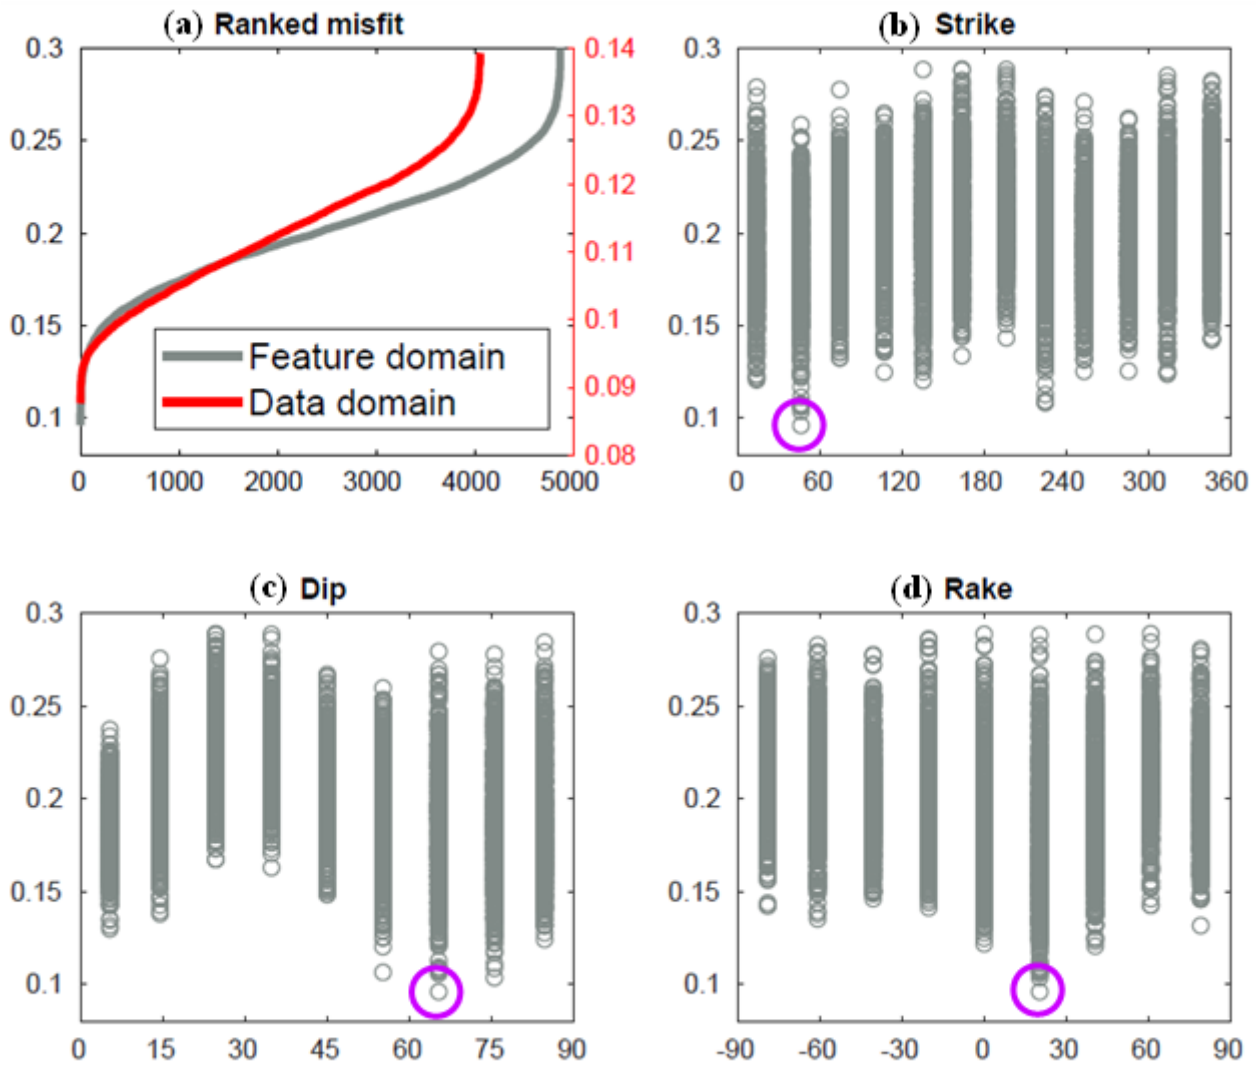 (a) Ranked misfit
(b) Strike
0.3
0.25
0.2
0.15
0.1
0.14
0.13
0.12
0.11
0.1
0.09
0.08
Feature domain
Data domain
0 1000 2000 3000 4000 5000
0.3
0.25
0.2
0.15
0.1
0 60 120 180 240 300 360
(c) Dip
(d) Rake
0.3
0.25
0.2
0.15
0.1
0 15 30 45 60 75 90
0.3
0.25
0.2
0.15
0.1
-90 -60 -30 0 30 60 90